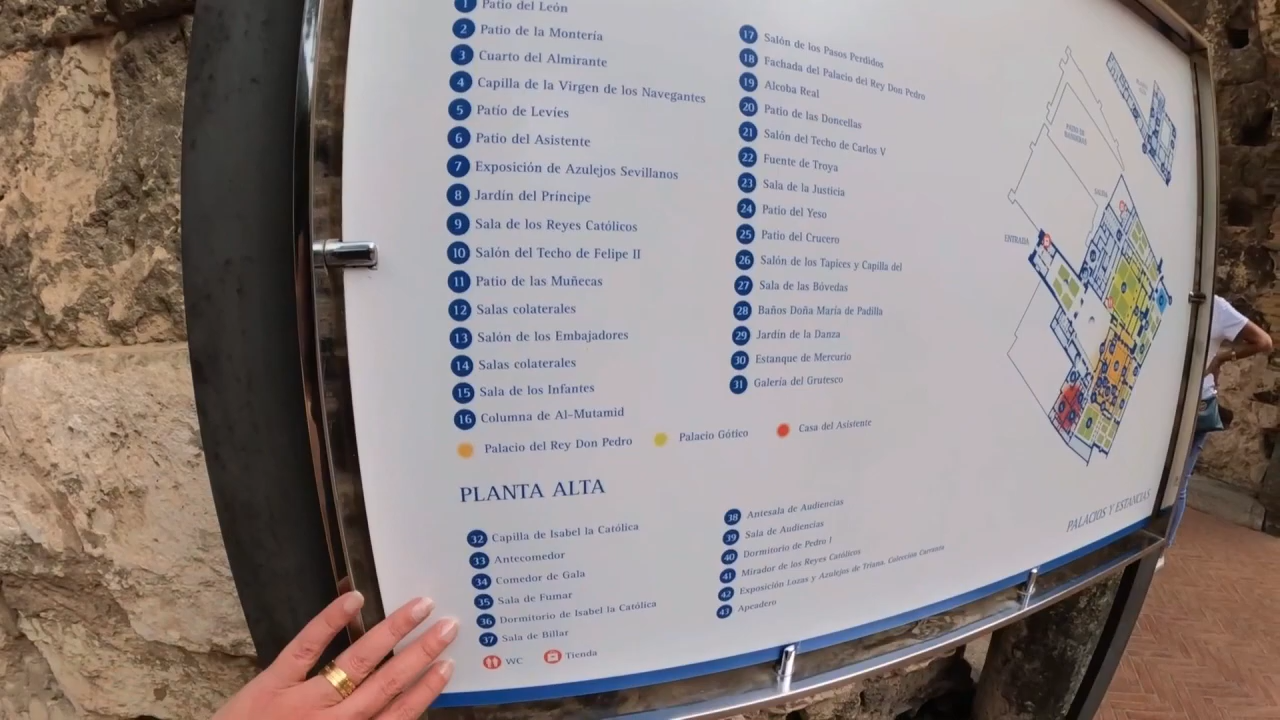 1 Patio del León
2 Patio de la Montería
3 Cuarto del Almirante
4 Capilla de la Virgen de los Navegantes
5 Patio de Levíes
6 Patio del Asistente
7 Exposición de Azulejos Sevillanos
8 Jardín del Príncipe
9 Sala de los Reyes Católicos
10 Salón del Techo de Felipe II
11 Patio de las Muñecas
12 Salas colaterales
13 Salón de los Embajadores
14 Salas colaterales
15 Sala de los Infantes
16 Columna de Al-Mutamid
17 Salón de los Pasos Perdidos
18 Fachada del Palacio del Rey Don Pedro
19 Alcoba Real
20 Patio de las Doncellas
21 Salón del Techo de Carlos V
22 Fuente de Troya
23 Sala de la Justicia
24 Patio del Yeso
25 Patio del Crucero
26 Salón de los Tapices y Capilla del
27 Sala de las Bóvedas
28 Baños Doña María de Padilla
29 Jardín de la Danza
30 Estanque de Mercurio
31 Galería del Grutesco
Palacio del Rey Don Pedro
Palacio Gótico
Casa del Asistente
PLANTA ALTA
32 Capilla de Isabel la Católica
33 Antecomedor
34 Comedor de Gala
35 Sala de Fumar
36 Dormitorio de Isabel la Católica
37 Sala de Billar
38 Antesala de Audiencias
39 Sala de Audiencias
40 Dormitorio de Pedro I
41 Mirador de los Reyes Católicos
42 Exposición Lozas y Azulejos de Triana. Colección Carranza
43 Apeadero
WC
Tienda
PATIO DE
BANDERAS
SALIDA
ENTRADA
PALACIOS Y ESTANCIAS